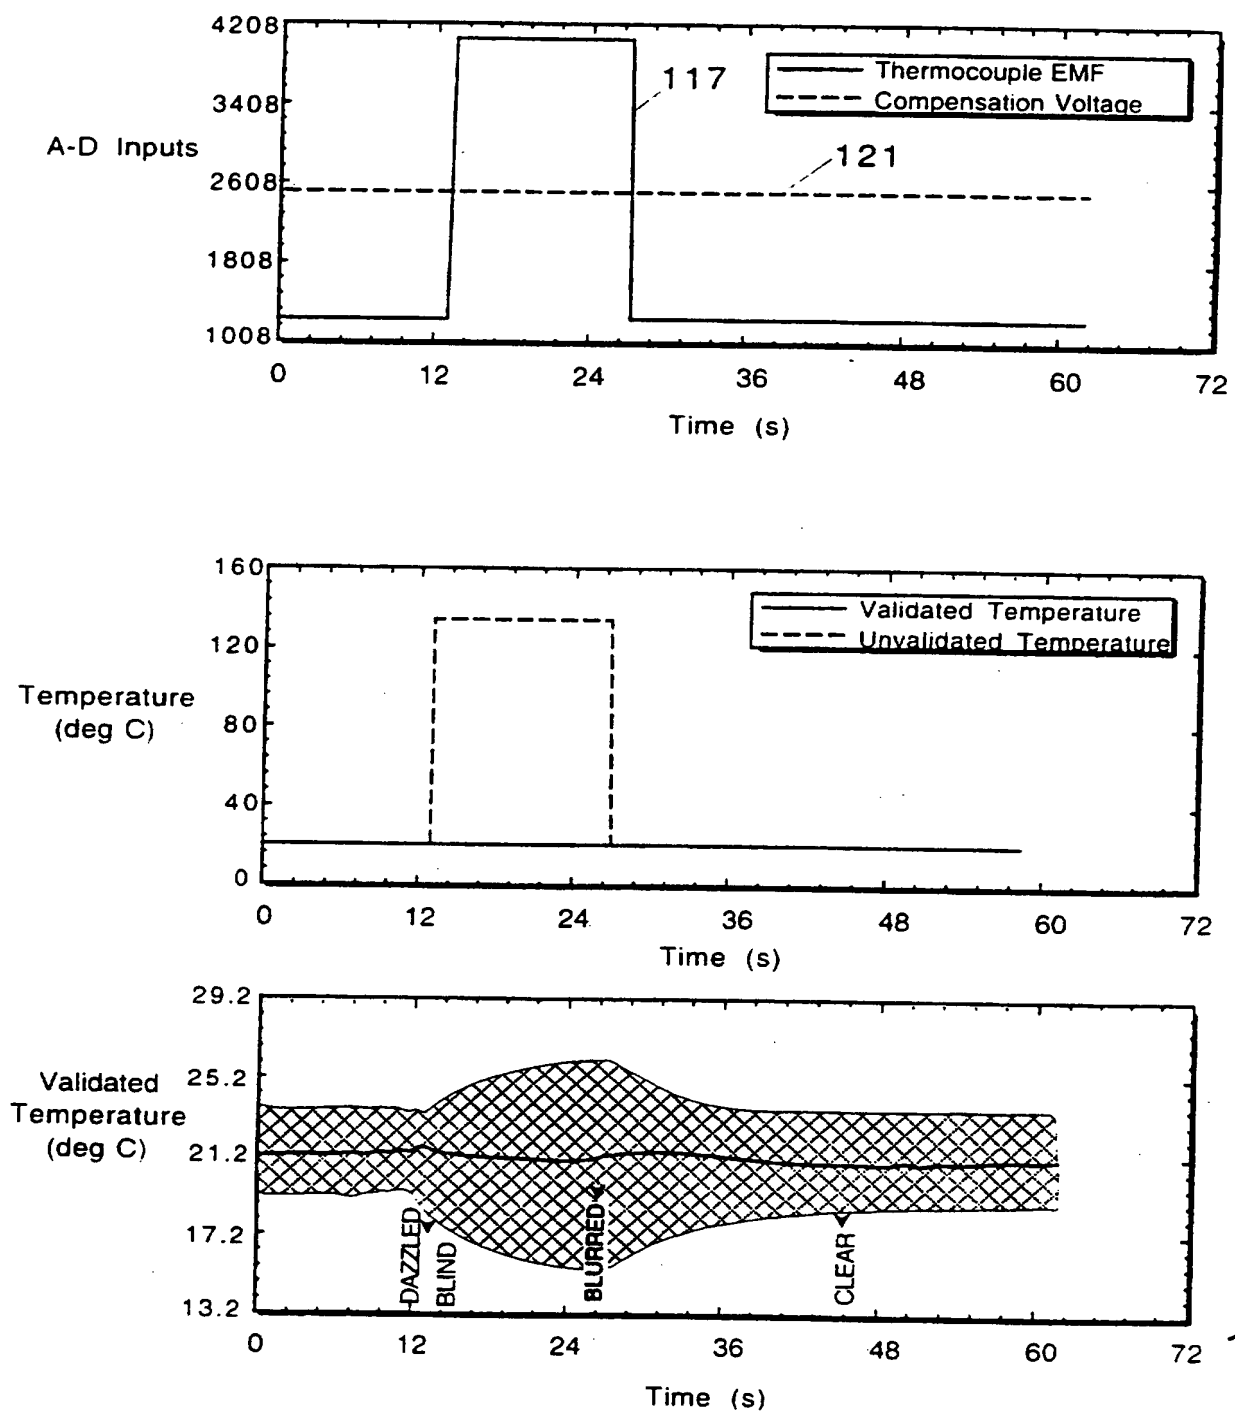 4208
3408
A-D Inputs
2608
1808
1008
Thermocouple EMF
Compensation Voltage
117
121
0 12 24 36 48 60 72
Time (s)
160
120
Temperature
(deg C)
80
40
0
Validated Temperature
Unvalidated Temperature
0 12 24 36 48 60 72
Time (s)
29.2
25.2
Validated
Temperature
(deg C)
21.2
17.2
13.2
DAZZLED
BLIND
BLURRED
CLEAR
0 12 24 36 48 60 72
Time (s)